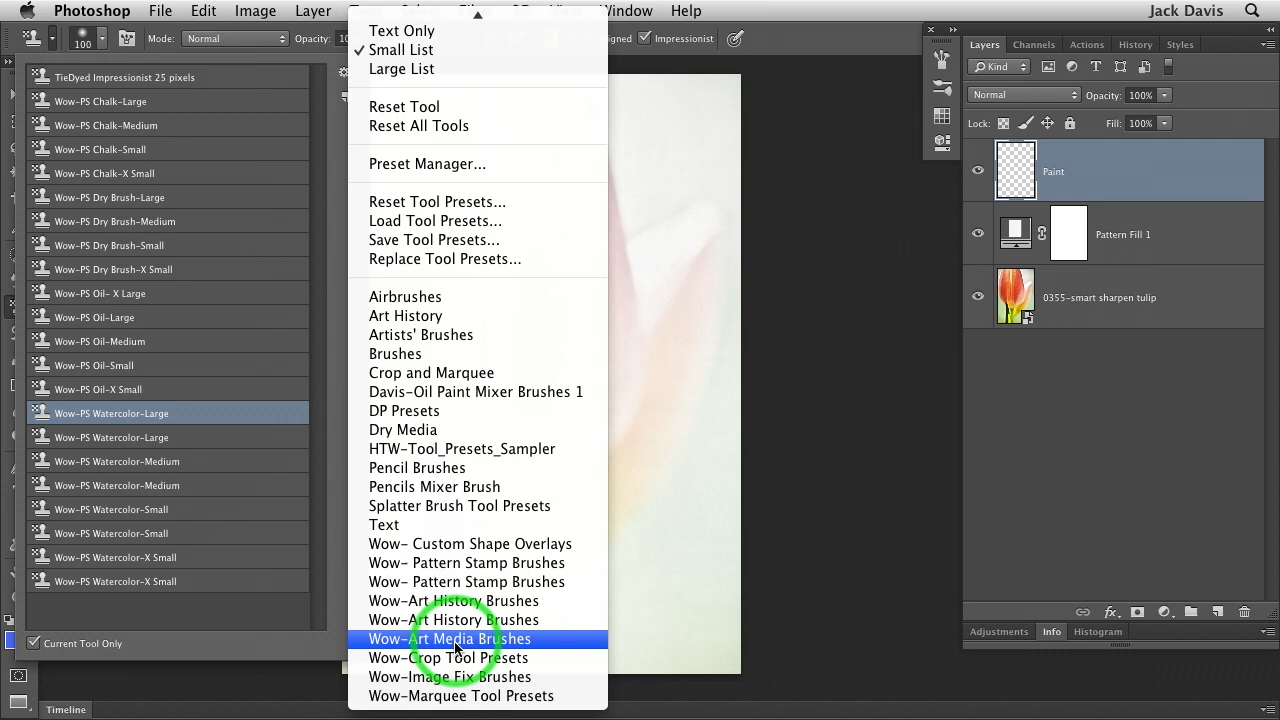 Photoshop File Edit Image Layer Window Help Jack Davis
100 Mode: Normal Opacity: Impressionist
TieDyed Impressionist 25 pixels
Wow-PS Chalk-Large
Wow-PS Chalk-Medium
Wow-PS Chalk-Small
Wow-PS Chalk-X Small
Wow-PS Dry Brush-Large
Wow-PS Dry Brush-Medium
Wow-PS Dry Brush-Small
Wow-PS Dry Brush-X Small
Wow-PS Oil- X Large
Wow-PS Oil-Large
Wow-PS Oil-Medium
Wow-PS Oil-Small
Wow-PS Oil-X Small
Wow-PS Watercolor-Large
Wow-PS Watercolor-Large
Wow-PS Watercolor-Medium
Wow-PS Watercolor-Medium
Wow-PS Watercolor-Small
Wow-PS Watercolor-Small
Wow-PS Watercolor-X Small
Wow-PS Watercolor-X Small
Current Tool Only
Text Only
Small List
Large List
Reset Tool
Reset All Tools
Preset Manager...
Reset Tool Presets...
Load Tool Presets...
Save Tool Presets...
Replace Tool Presets...
Airbrushes
Art History
Artists' Brushes
Brushes
Crop and Marquee
Davis-Oil Paint Mixer Brushes 1
DP Presets
Dry Media
HTW-Tool_Presets_Sampler
Pencil Brushes
Pencils Mixer Brush
Splatter Brush Tool Presets
Text
Wow- Custom Shape Overlays
Wow- Pattern Stamp Brushes
Wow- Pattern Stamp Brushes
Wow-Art History Brushes
Wow-Art History Brushes
Wow-Art Media Brushes
Wow-Crop Tool Presets
Wow-Image Fix Brushes
Wow-Marquee Tool Presets
Layers Channels Actions History Styles
Kind
Normal Opacity: 100%
Lock: Fill: 100%
Paint
Pattern Fill 1
0355-smart sharpen tulip
Adjustments Info Histogram
Timeline